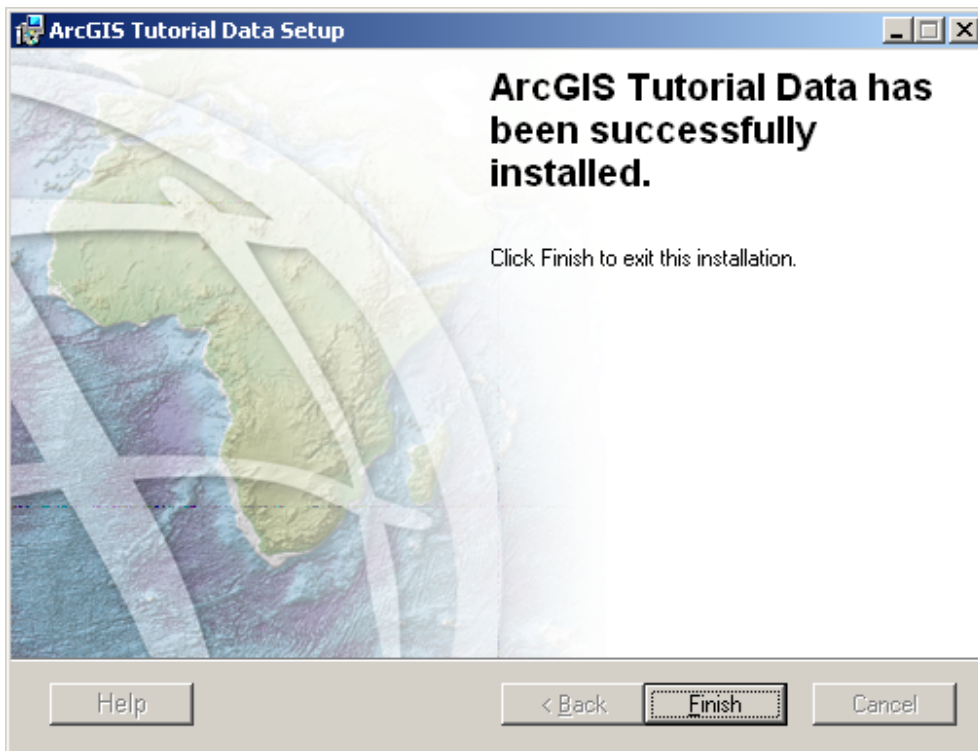 ArcGIS Tutorial Data Setup
ArcGIS Tutorial Data has
been successfully
installed.
Click Finish to exit this installation.
Help
< Back
Finish
Cancel